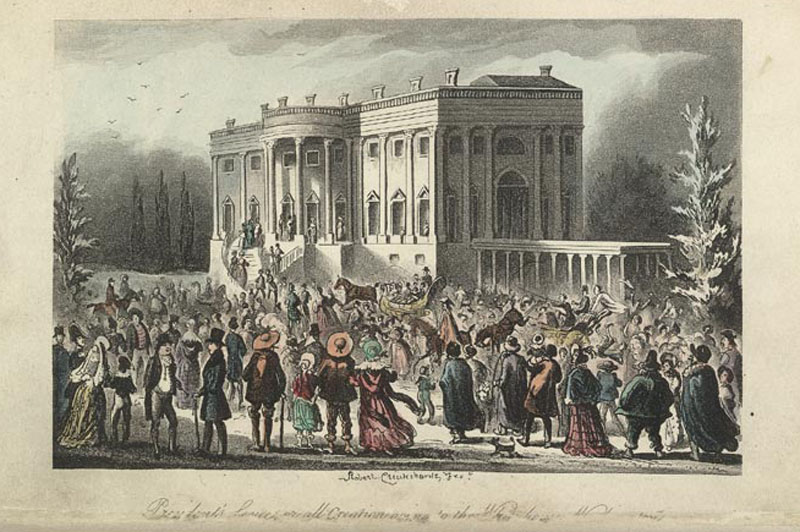 Robert Cruikshank, Fec.
President's Levee, or all Creation going to the White house,